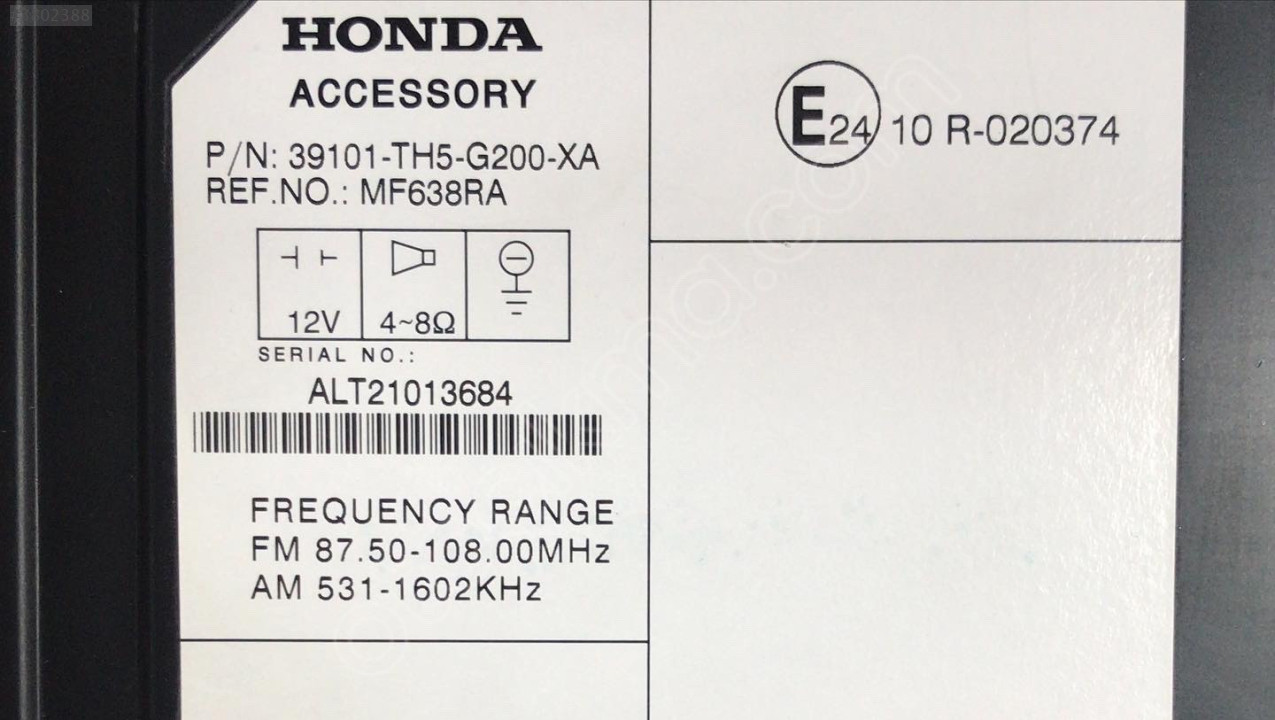 HONDA
ACCESSORY
P/N: 39101-TH5-G200-XA
REF.NO.: MF638RA
12V
4~8Ω
SERIAL NO.:
ALT21013684
FREQUENCY RANGE
FM 87.50-108.00MHz
AM 531-1602KHz
E24 10 R-020374